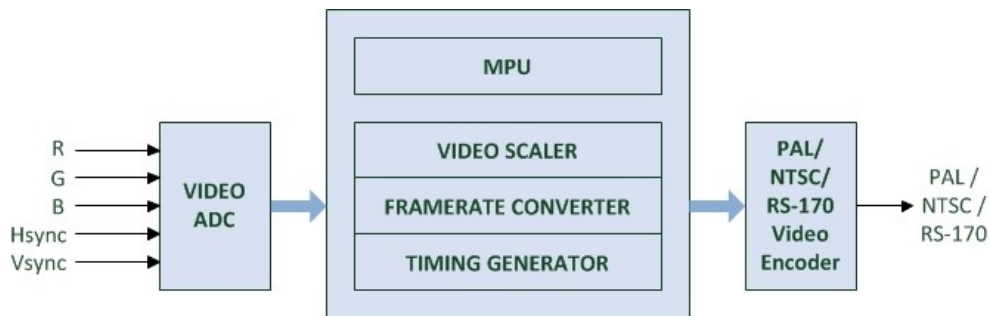 R
G
B
Hsync
Vsync
VIDEO
ADC
MPU
VIDEO SCALER
FRAMERATE CONVERTER
TIMING GENERATOR
PAL/
NTSC/
RS-170
Video
Encoder
PAL /
NTSC /
RS-170